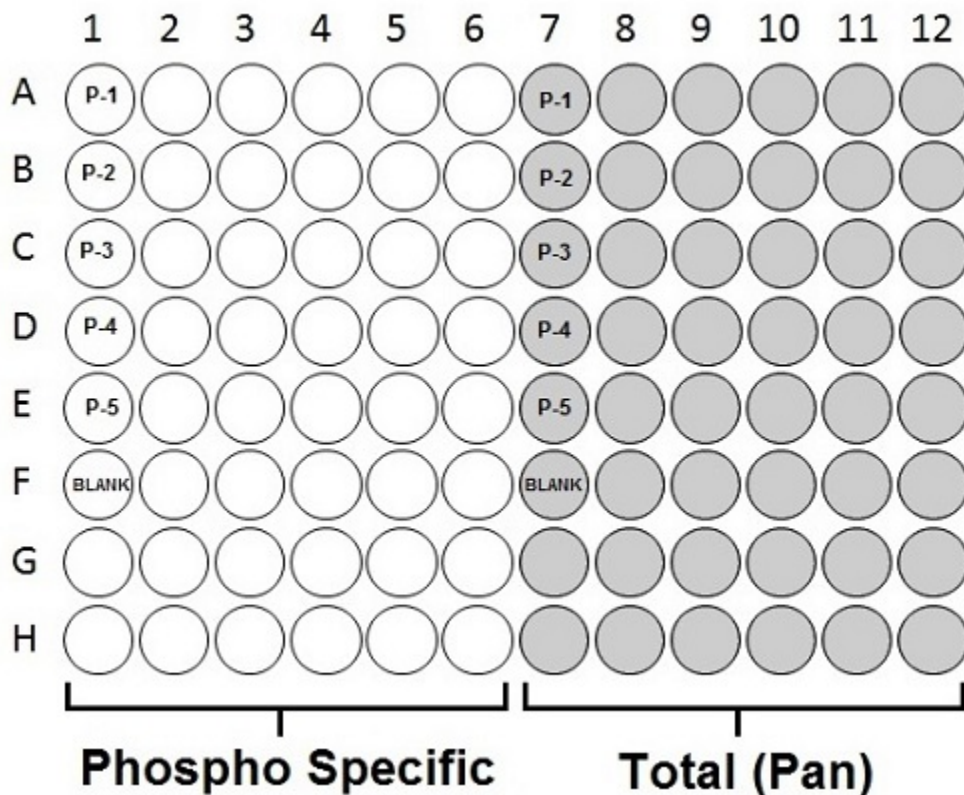 1 2 3 4 5 6 7 8 9 10 11 12
A P-1 P-1
B P-2 P-2
C P-3 P-3
D P-4 P-4
E P-5 P-5
F BLANK BLANK
G
H
Phospho Specific Total (Pan)